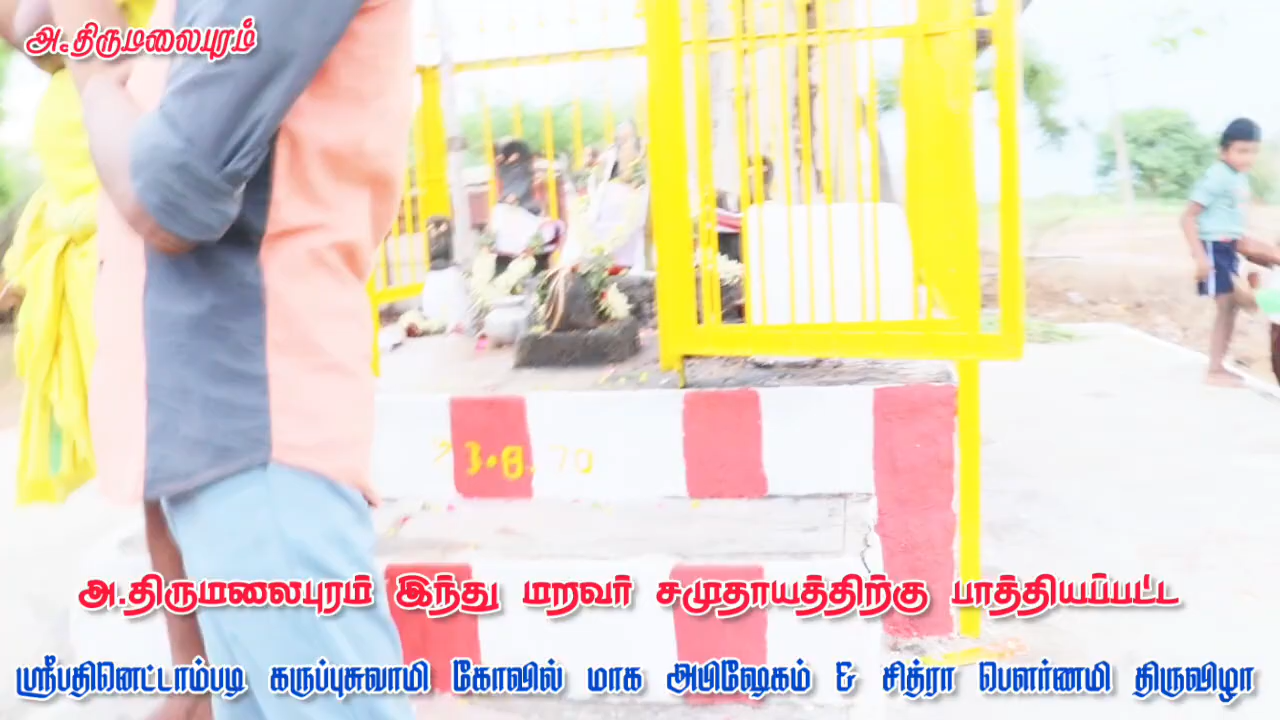 அ.திருமலைபுரம்
அ.திருமலைபுரம் இந்து மறவர் சமுதாயத்திற்கு பாத்தியப்பட்ட
ஸ்ரீபதினெட்டாம்படி கருப்புசுவாமி கோவில் மாக அபிஷேகம் & சித்ரா பௌர்ணமி திருவிழா